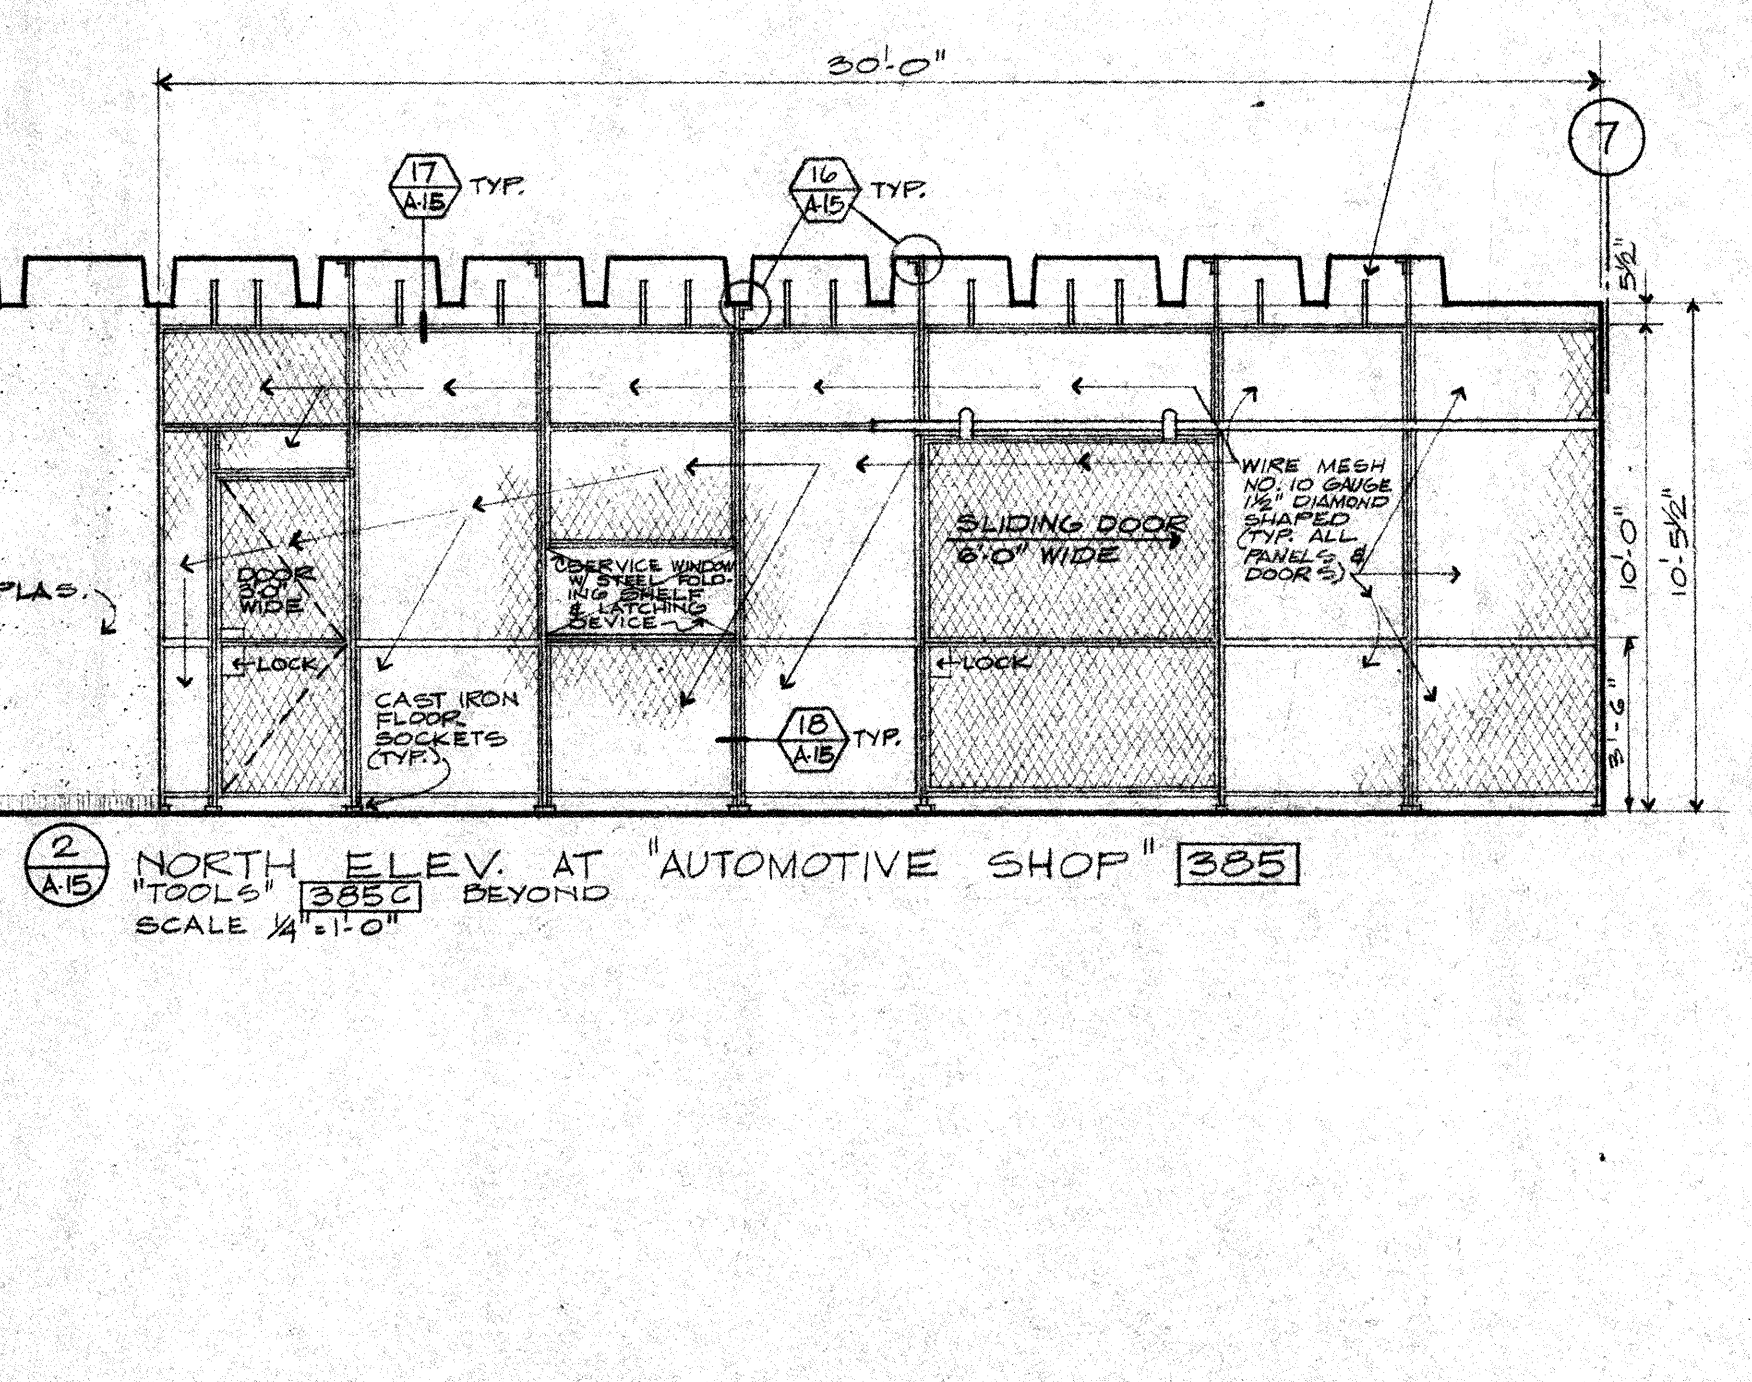 30'-0"
7
17
A-15
TYP.
16
A-15
TYP.
5½"
WIRE MESH
NO. 10 GAUGE
1½" DIAMOND
SHAPED
(TYP. ALL
PANELS &
DOORS)
SLIDING DOOR
6'-0" WIDE
SERVICE WINDOW
W/ STEEL FOLD-
ING SHELF
& LATCHING
DEVICE
DOOR
3'-0"
WIDE
PLAS.
LOCK
LOCK
10'-0"
10'-5½"
3'-6"
CAST IRON
FLOOR
SOCKETS
(TYP.)
18
A-15
TYP.
2
A-15
NORTH ELEV. AT "AUTOMOTIVE SHOP" 385
"TOOLS" 385C BEYOND
SCALE ¼"=1'-0"